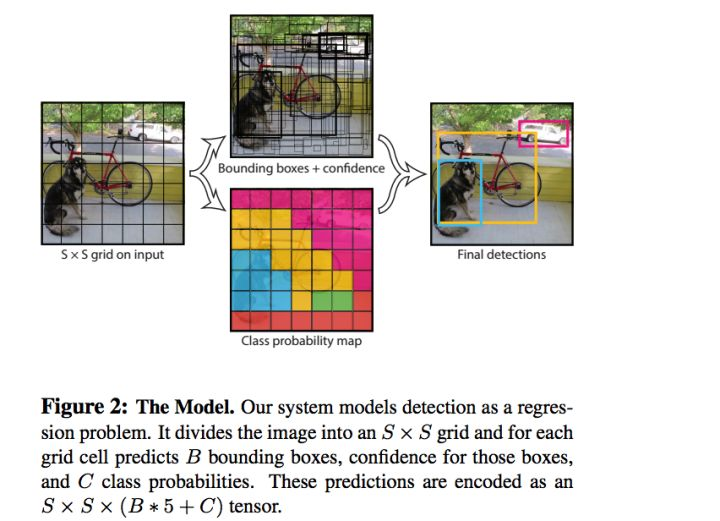 Bounding boxes + confidence
S x S grid on input
Final detections
Class probability map
Figure 2: The Model. Our system models detection as a regres-
sion problem. It divides the image into an S × S grid and for each
grid cell predicts B bounding boxes, confidence for those boxes,
and C class probabilities. These predictions are encoded as an
S × S × (B ∗ 5 + C) tensor.